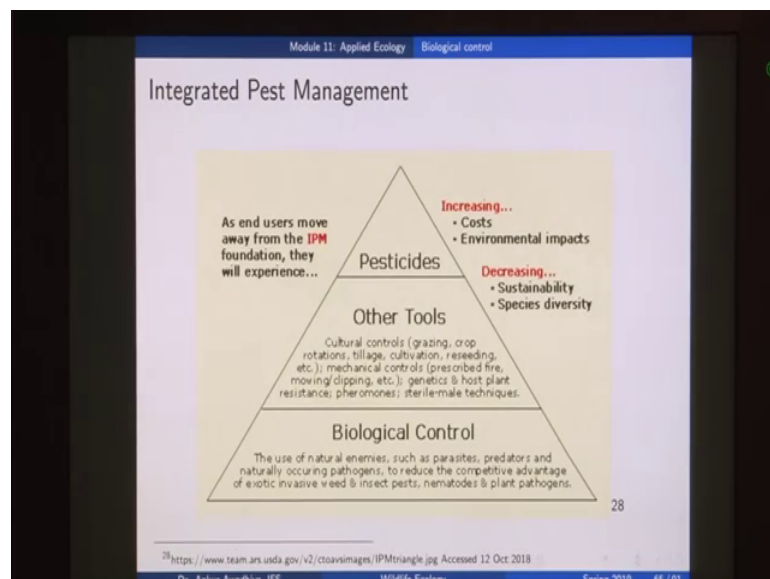 Module 11: Applied Ecology Biological control
Integrated Pest Management
As end users move
away from the IPM
foundation, they
will experience...
Increasing...
• Costs
• Environmental impacts
Decreasing...
• Sustainability
• Species diversity
Pesticides
Other Tools
Cultural controls (grazing, crop
rotations, tillage, cultivation, reseeding,
etc.); mechanical controls (prescribed fire,
moving/clipping, etc.); genetics & host plant
resistance; pheromones; sterile-male techniques.
Biological Control
The use of natural enemies, such as parasites, predators and
naturally occuring pathogens, to reduce the competitive advantage
of exotic invasive weed & insect pests, nematodes & plant pathogens.
28
28 https://www.team.ars.usda.gov/v2/ctoavsimages/IPMtriangle.jpg Accessed 12 Oct 2018
Wildlife Ecology